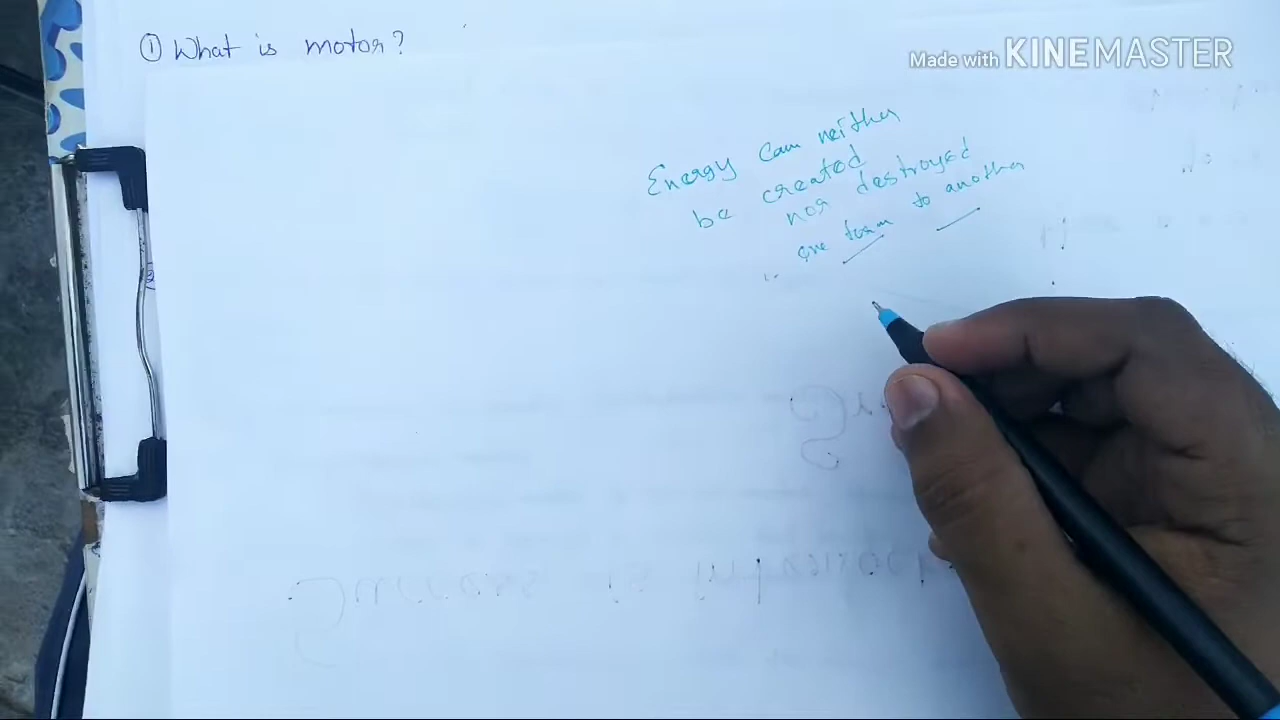 ① What is motor?
Made with KINEMASTER
Energy can neither
be created
nor destroyed
one form to another